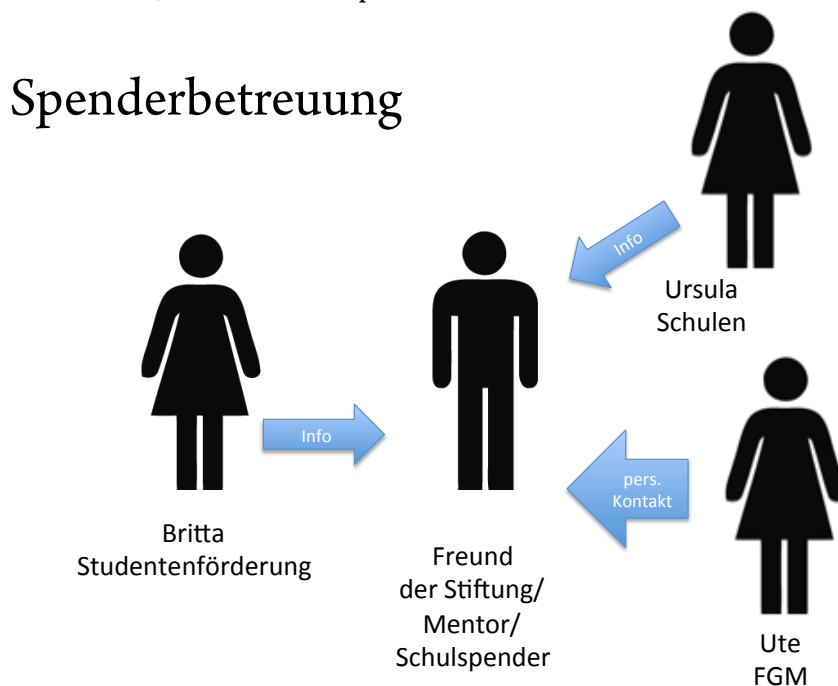 Spenderbetreuung
Info
Ursula
Schulen
Info
pers.
Kontakt
Britta
Studentenförderung
Freund
der Stiftung/
Mentor/
Schulspender
Ute
FGM